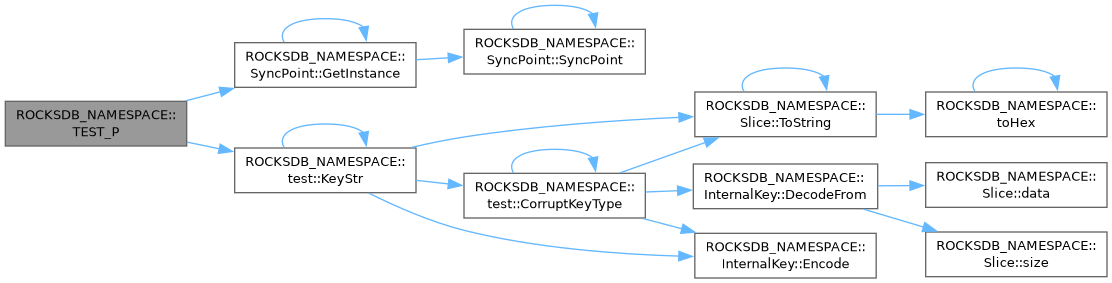 ROCKSDB_NAMESPACE::
TEST_P
ROCKSDB_NAMESPACE::
SyncPoint::GetInstance
ROCKSDB_NAMESPACE::
SyncPoint::SyncPoint
ROCKSDB_NAMESPACE::
test::KeyStr
ROCKSDB_NAMESPACE::
test::CorruptKeyType
ROCKSDB_NAMESPACE::
Slice::ToString
ROCKSDB_NAMESPACE::
toHex
ROCKSDB_NAMESPACE::
InternalKey::DecodeFrom
ROCKSDB_NAMESPACE::
Slice::data
ROCKSDB_NAMESPACE::
Slice::size
ROCKSDB_NAMESPACE::
InternalKey::Encode